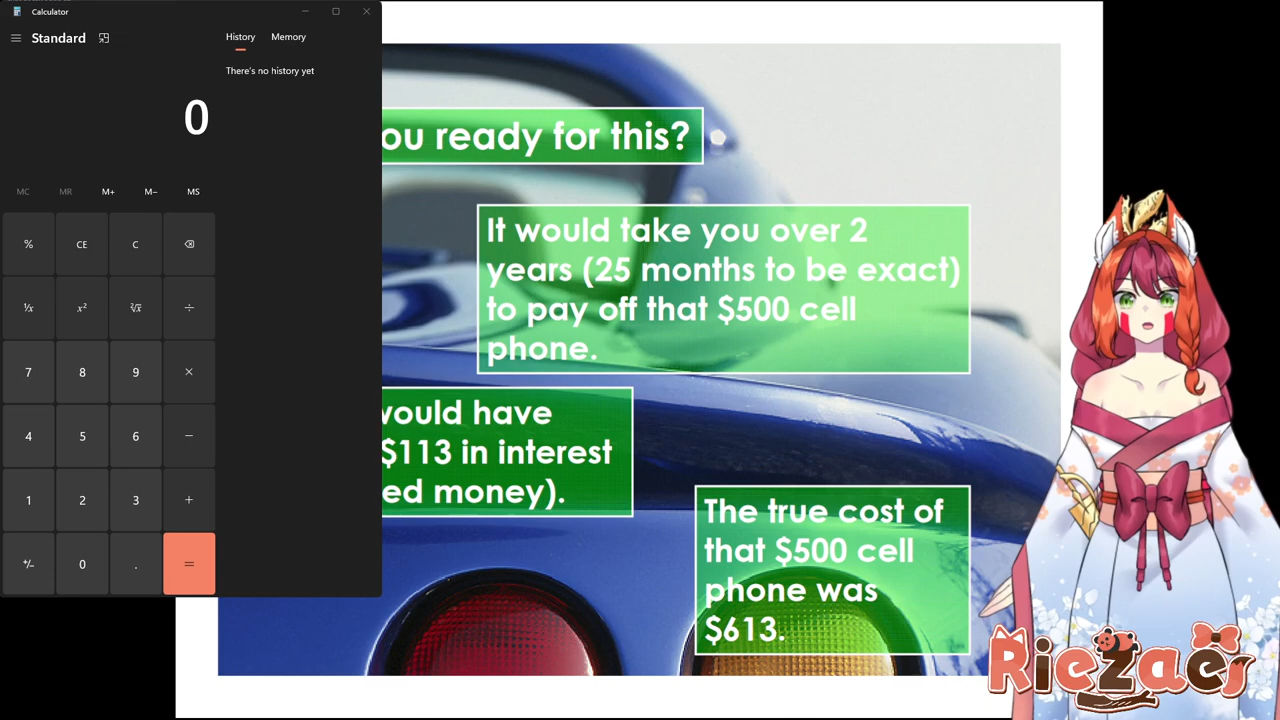 Calculator
Standard
History
Memory
There's no history yet
0
MC
MR
M+
M−
MS
%
CE
C
¹/x
x²
²√x
÷
7
8
9
×
4
5
6
−
1
2
3
+
+/−
0
.
=
ou ready for this?
It would take you over 2
years (25 months to be exact)
to pay off that $500 cell
phone.
would have
$113 in interest
ed money).
The true cost of
that $500 cell
phone was
$613.
Riezae